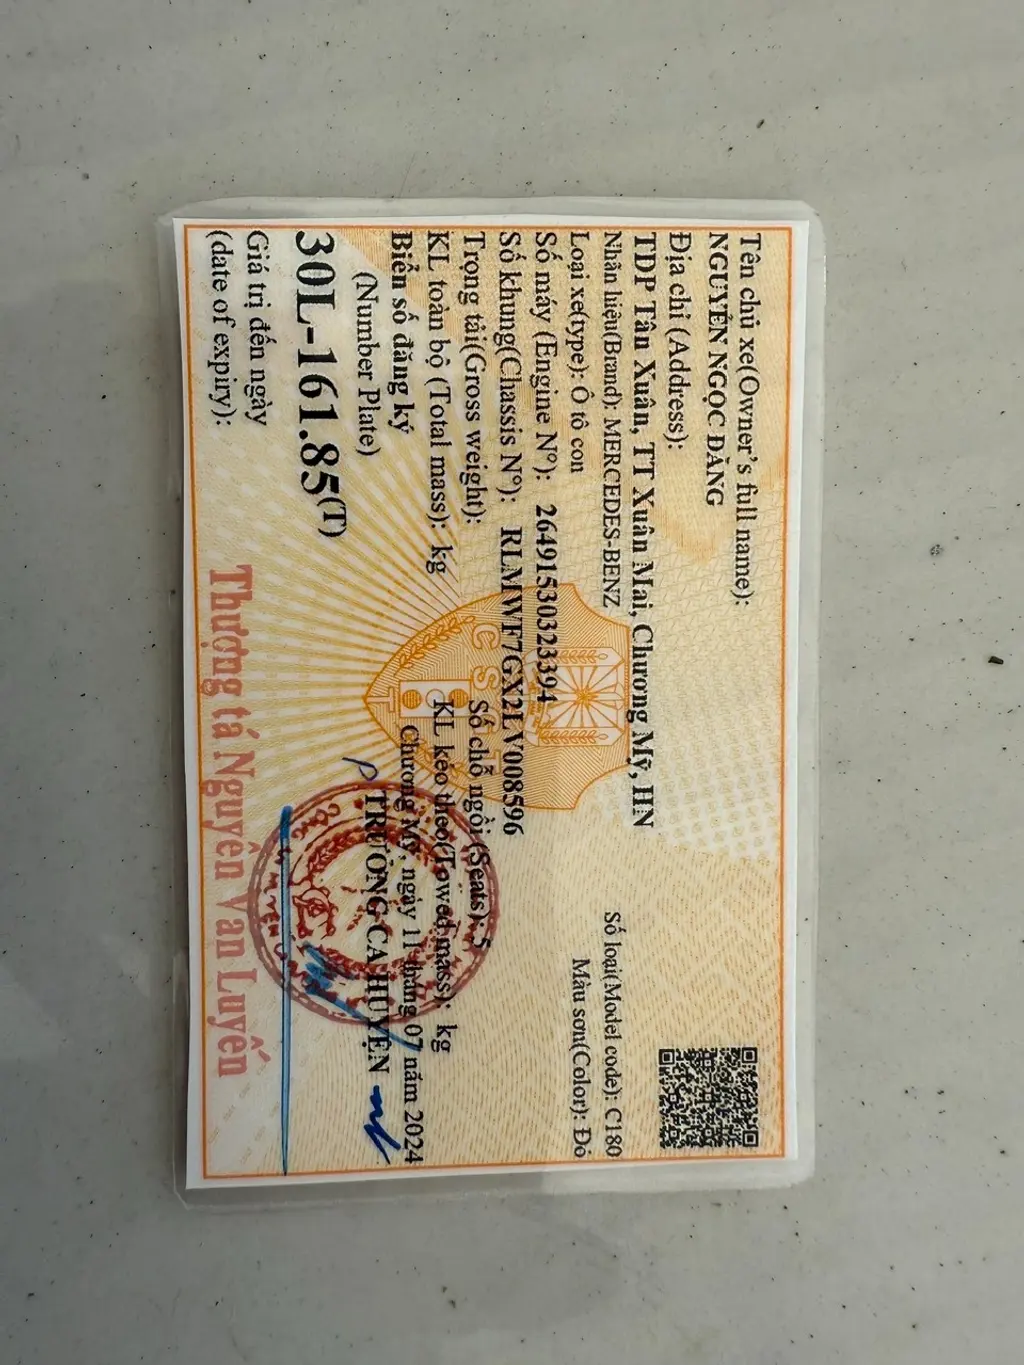 Tên chủ xe(Owner's full name):
NGUYỄN NGỌC ĐĂNG
Địa chỉ (Address):
TDP Tân Xuân, TT Xuân Mai, Chương Mỹ, HN
Nhãn hiệu(Brand): MERCEDES-BENZ Số loại(Model code): C180
Loại xe(type): Ô tô con Màu sơn(Color): Đỏ
Số máy (Engine Nº): 26491530323394
Số khung(Chassis Nº): RLMWF7GX2LV008596
Trọng tải(Gross weight): Số chỗ ngồi (Seats): 5
KL toàn bộ (Total mass): kg KL kéo theo(Towed mass): kg
Biển số đăng ký Chương Mỹ, ngày 11 tháng 07 năm 2024
(Number Plate) TRƯỞNG CA HUYỆN
30L-161.85(T)
Giá trị đến ngày
(date of expiry):
Thượng tá Nguyễn Văn Luyến